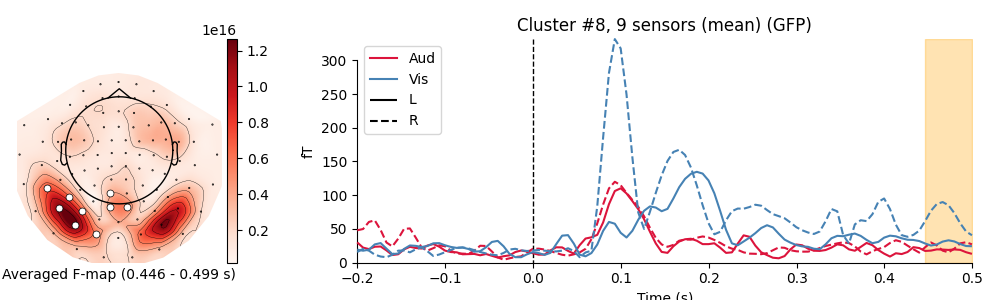 1e16
1.2
1.0
0.8
0.6
0.4
0.2
Averaged F-map (0.446 - 0.499 s)
Cluster #8, 9 sensors (mean) (GFP)
fT
300
250
200
150
100
50
0
Aud
Vis
L
R
−0.2 −0.1 0.0 0.1 0.2 0.3 0.4 0.5
Time (s)